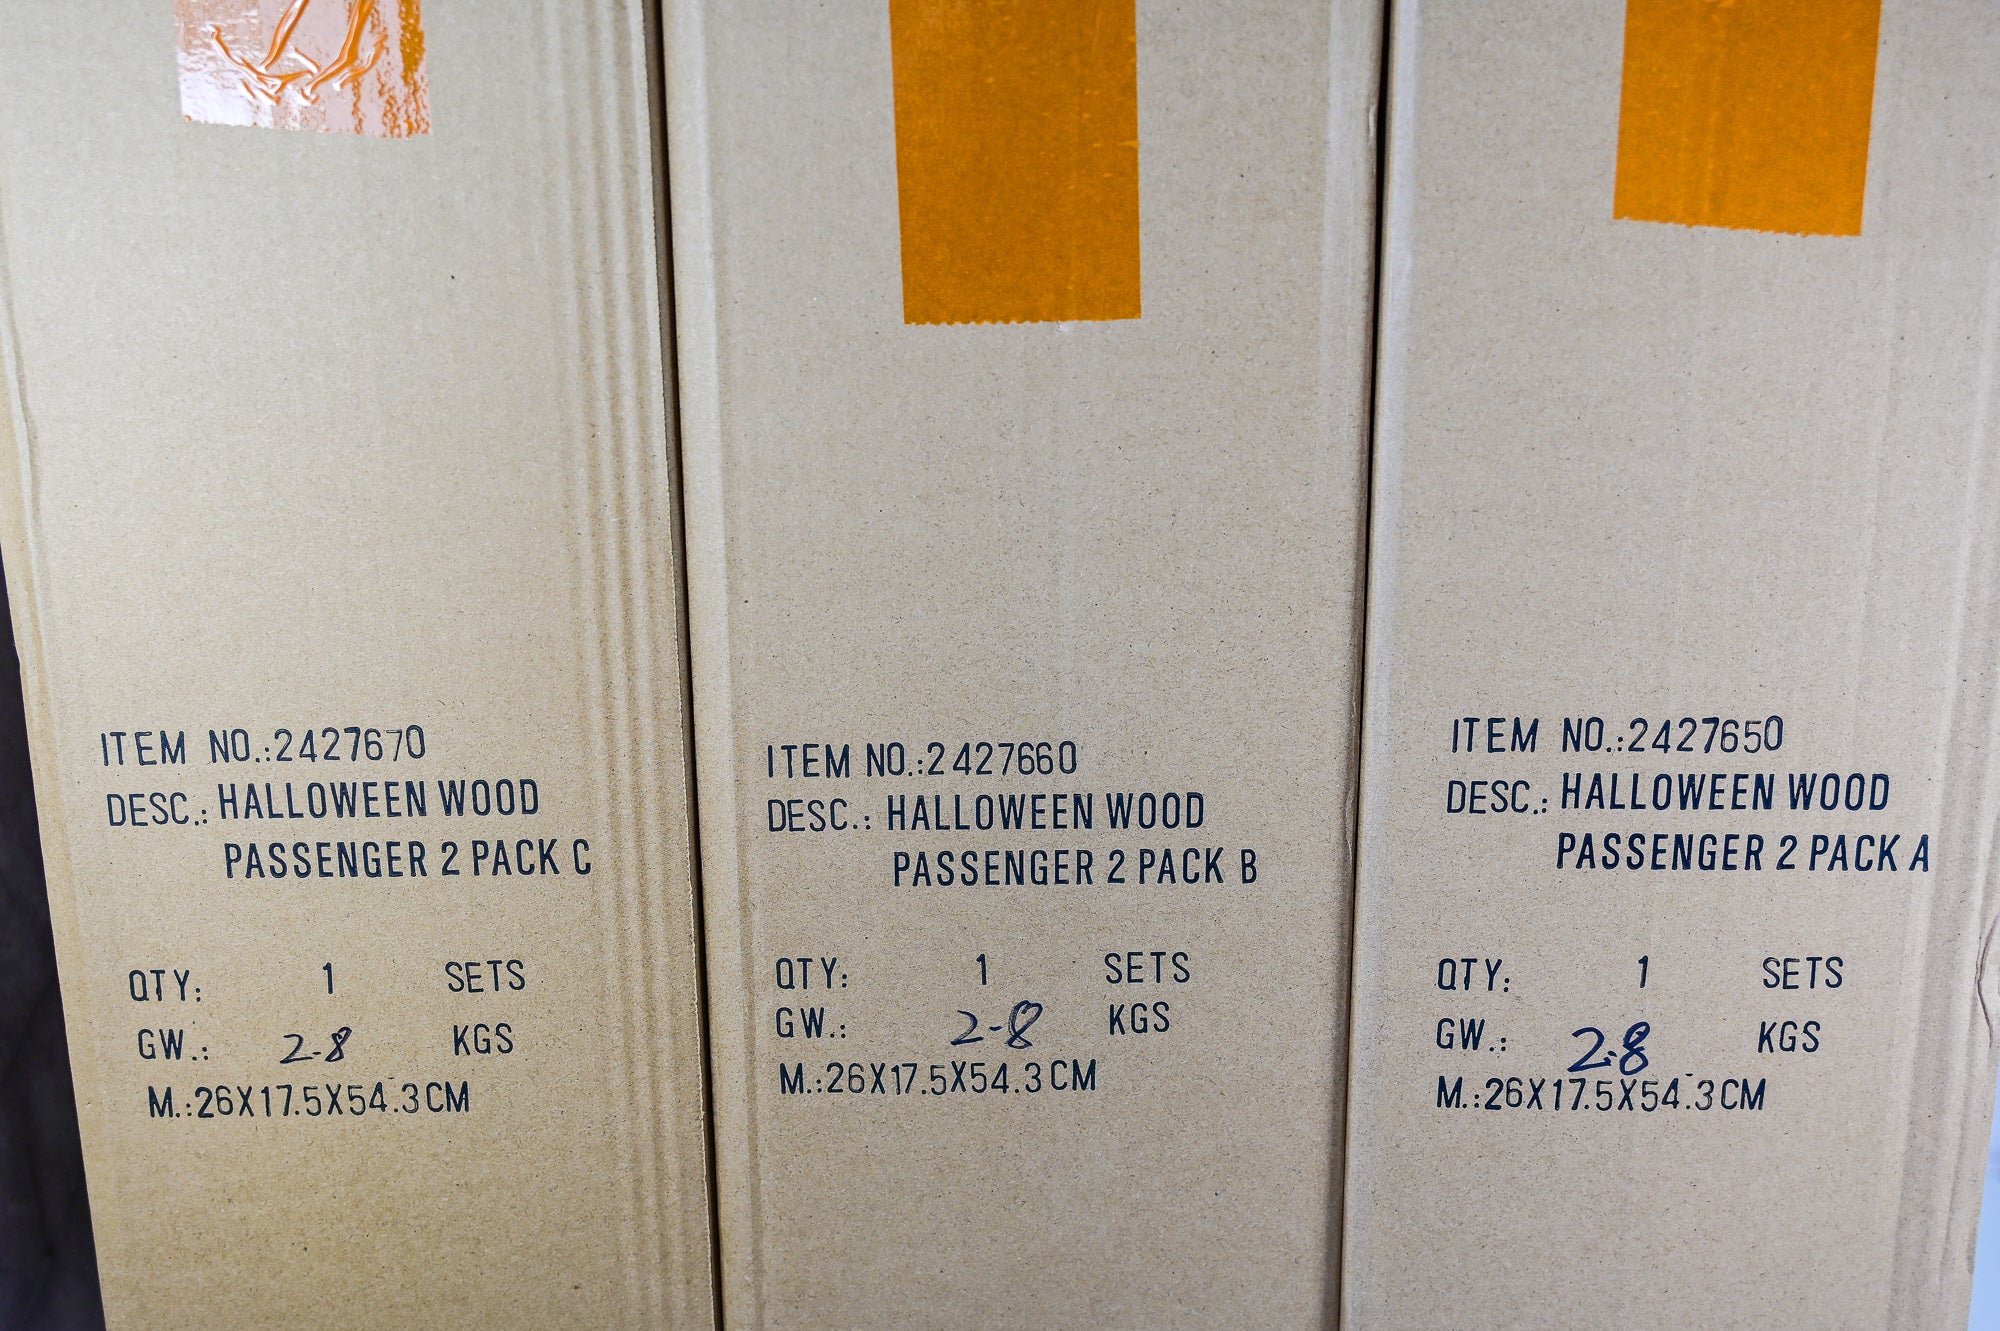 ITEM NO.:2427670
DESC.: HALLOWEEN WOOD
PASSENGER 2 PACK C
QTY: 1 SETS
GW.: 2.8 KGS
M.:26X17.5X54.3CM
ITEM NO.:2427660
DESC.: HALLOWEEN WOOD
PASSENGER 2 PACK B
QTY: 1 SETS
GW.: 2.8 KGS
M.:26X17.5X54.3CM
ITEM NO.:2427650
DESC.: HALLOWEEN WOOD
PASSENGER 2 PACK A
QTY: 1 SETS
GW.: 2.8 KGS
M.:26X17.5X54.3CM